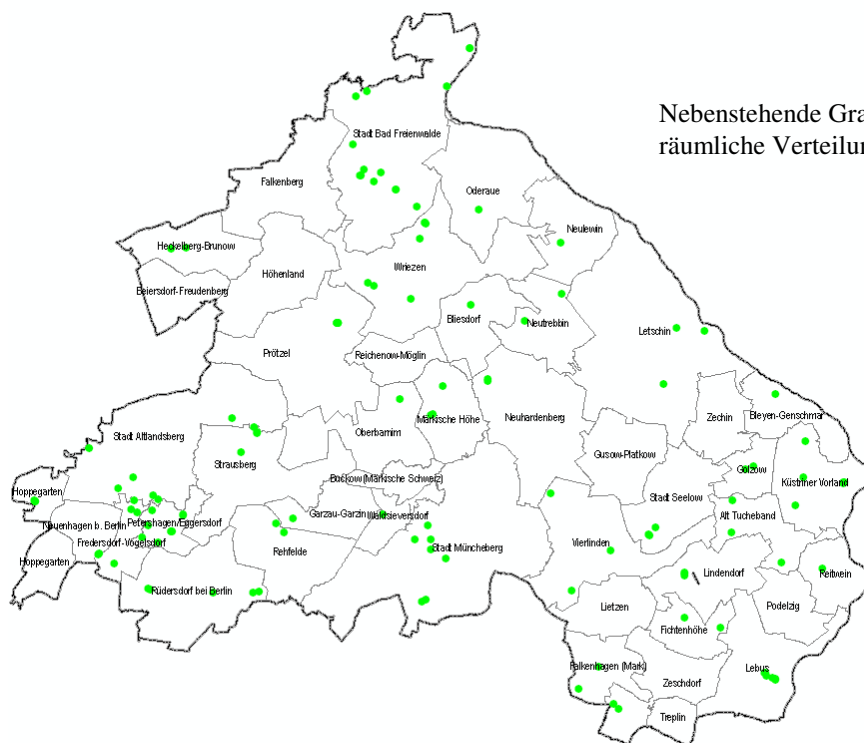 Nebenstehende Gra
räumliche Verteilun
Stadt Bad Freienwalde
Falkenberg
Oderaue
Neulewin
Heckelberg-Brunow
Wriezen
Höhenland
Beiersdorf-Freudenberg
Bliesdorf
Neutrebbin
Letschin
Prötzel
Reichenow-Möglin
Märkische Höhe
Neuhardenberg
Zechin
Bleyen-Genschmar
Stadt Altlandsberg
Oberbarnim
Strausberg
Gusow-Platkow
Golzow
Buckow (Märkische Schweiz)
Küstriner Vorland
Hoppegarten
Stadt Seelow
Garzau-Garzin
Waldsieversdorf
Alt Tucheband
Neuenhagen b. Berlin
Petershagen/Eggersdorf
Rehfelde
Fredersdorf-Vogelsdorf
Vierlinden
Stadt Müncheberg
Hoppegarten
Lindendorf
Reitwein
Rüdersdorf bei Berlin
Lietzen
Podelzig
Fichtenhöhe
Falkenhagen (Mark)
Lebus
Zeschdorf
Treplin